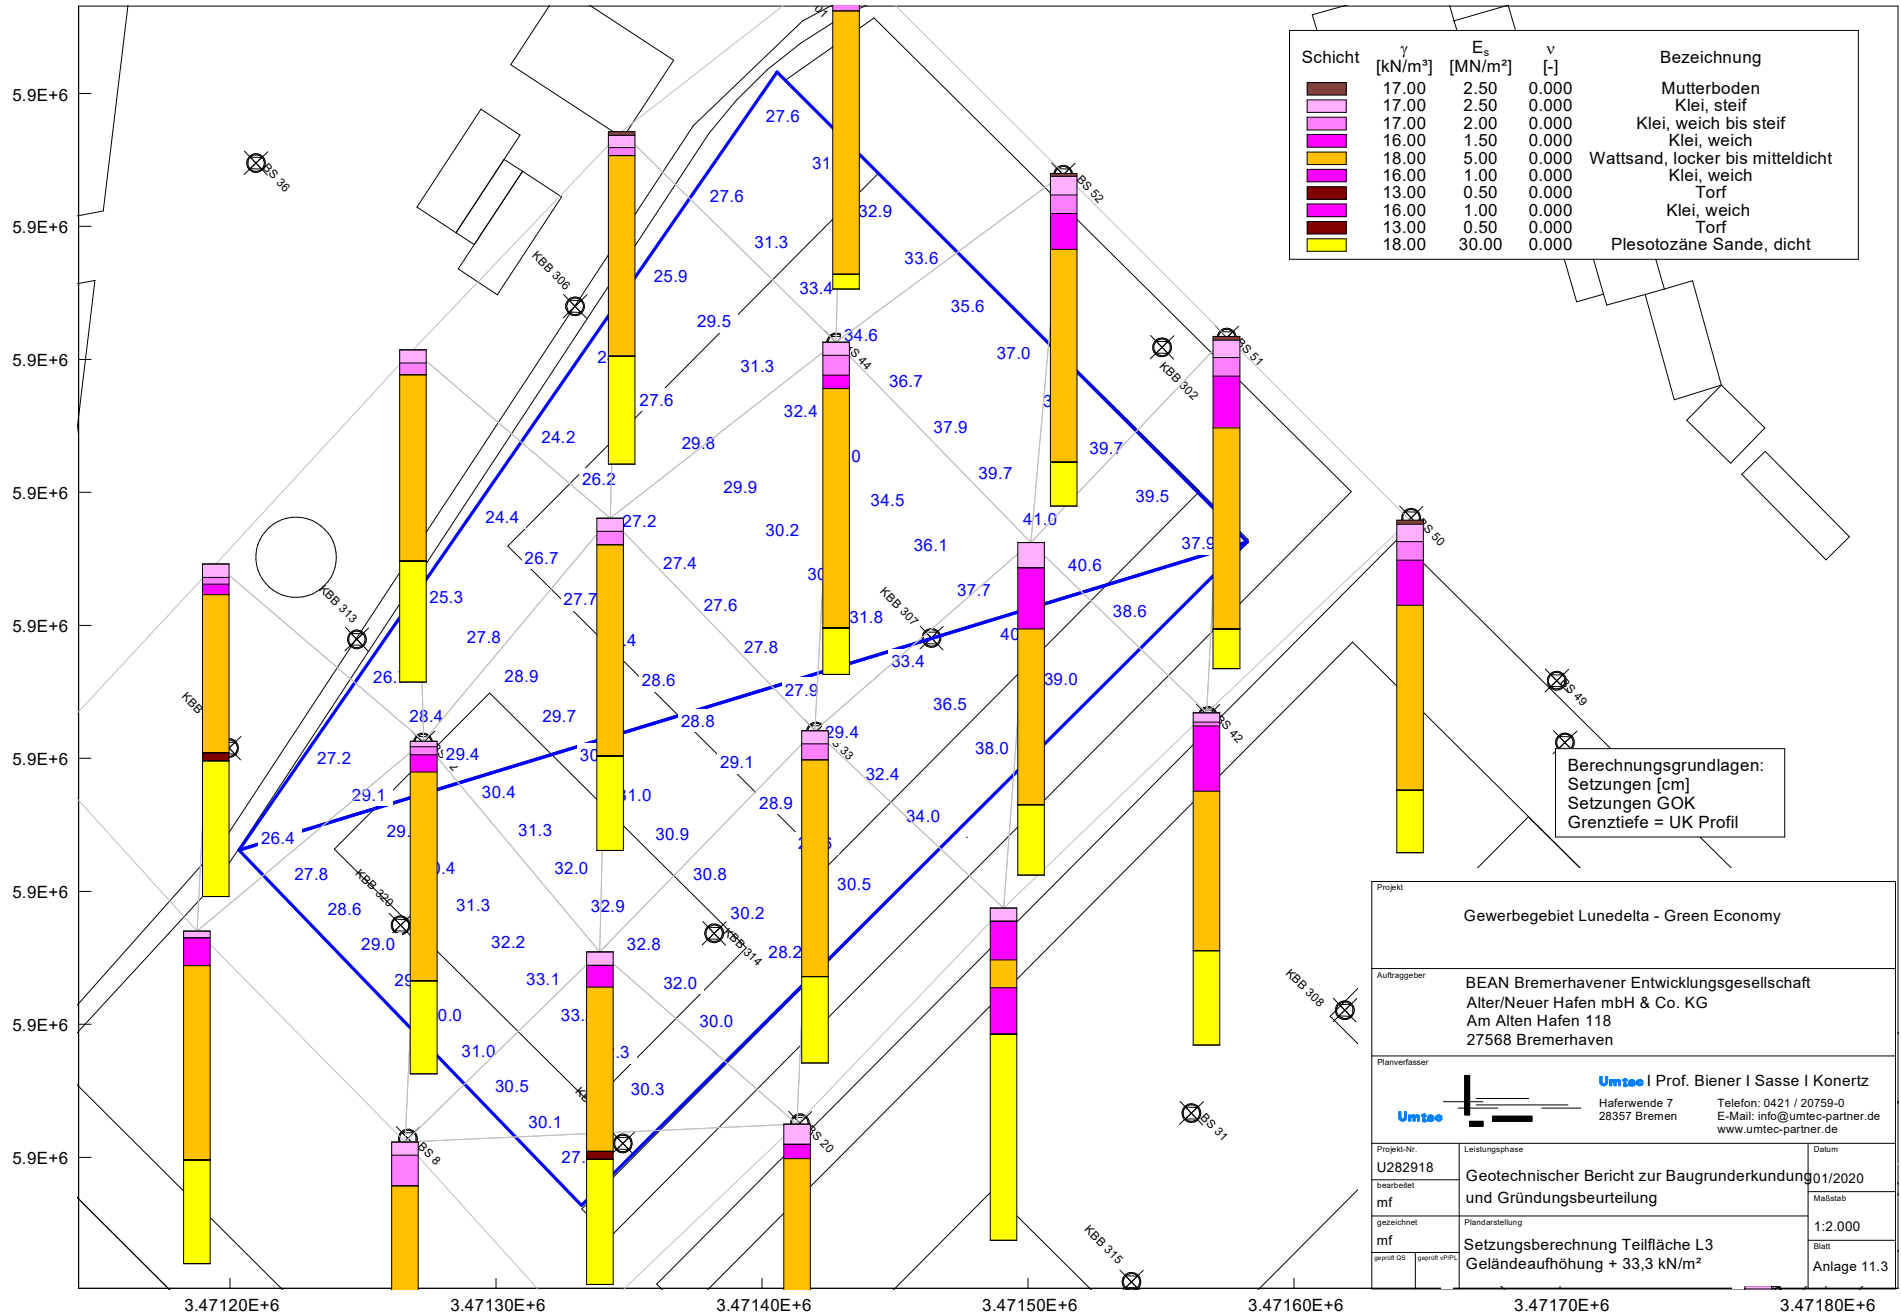 Schicht γ [kN/m³] Es [MN/m²] ν [-] Bezeichnung
17.00 2.50 0.000 Mutterboden
17.00 2.50 0.000 Klei, steif
17.00 2.00 0.000 Klei, weich bis steif
16.00 1.50 0.000 Klei, weich
18.00 5.00 0.000 Wattsand, locker bis mitteldicht
16.00 1.00 0.000 Klei, weich
13.00 0.50 0.000 Torf
16.00 1.00 0.000 Klei, weich
13.00 0.50 0.000 Torf
18.00 30.00 0.000 Plesotozäne Sande, dicht
5.9E+6
5.9E+6
5.9E+6
5.9E+6
5.9E+6
5.9E+6
5.9E+6
5.9E+6
5.9E+6
BS 36
KBB 306
BS 52
BS 51
KBB 302
BS 44
BS 50
KBB 313
KBB 307
BS 49
KBB
BS 42
33
KBB 320
KBB 314
KBB 308
BS 31
BS 20
BS 8
KBB 315
27.6
31
27.6
32.9
31.3
33.6
25.9
33.4
35.6
29.5
34.6
37.0
31.3
36.7
27.6
32.4
37.9
24.2
29.8
39.7
26.2
39.7
29.9
34.5
39.5
24.4
27.2
41.0
30.2
26.7
27.4
36.1
37.9
40.6
30
37.7
25.3
27.7
27.6
31.8
38.6
27.8
27.8
40
33.4
28.9
28.6
27.9
39.0
26.
36.5
28.4
29.7
28.8
29.4
38.0
27.2
29.4
30
29.1
32.4
29.1
30.4
31.0
28.9
34.0
26.4
29.
31.3
30.9
27.8
32.0
30.8
30.5
28.6
31.3
32.9
30.2
29.0
32.2
32.8
28.2
33.1
32.0
30.0
31.0
30.5
30.3
30.1
27.
Berechnungsgrundlagen:
Setzungen [cm]
Setzungen GOK
Grenztiefe = UK Profil
Projekt
Gewerbegebiet Lunedelta - Green Economy
Auftraggeber
BEAN Bremerhavener Entwicklungsgesellschaft
Alter/Neuer Hafen mbH & Co. KG
Am Alten Hafen 118
27568 Bremerhaven
Planverfasser
Umtec I Prof. Biener I Sasse I Konertz
Umtec
Haferwende 7 Telefon: 0421 / 20759-0
28357 Bremen E-Mail: info@umtec-partner.de
www.umtec-partner.de
Projekt-Nr. Leistungsphase Datum
U282918
Geotechnischer Bericht zur Baugrunderkundung 01/2020
und Gründungsbeurteilung
bearbeitet
mf
Maßstab
1:2.000
gezeichnet
mf
Plandarstellung
Setzungsberechnung Teilfläche L3
Geländeaufhöhung + 33,3 kN/m²
geprüft QS geprüft vP/PL
Blatt
Anlage 11.3
3.47120E+6 3.47130E+6 3.47140E+6 3.47150E+6 3.47160E+6 3.47170E+6 3.47180E+6